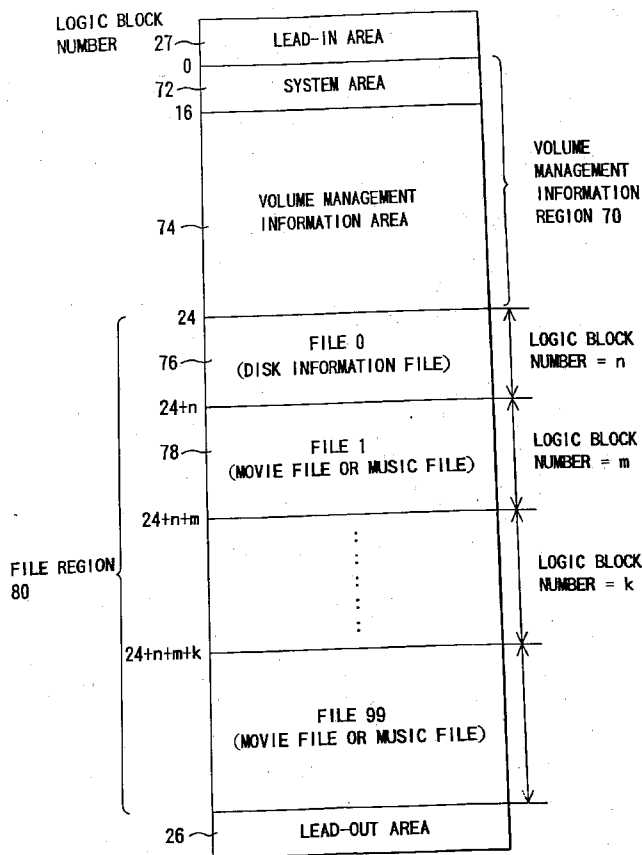 LOGIC BLOCK
NUMBER
27
LEAD-IN AREA
0
72
SYSTEM AREA
16
VOLUME
MANAGEMENT
INFORMATION
REGION 70
74
VOLUME MANAGEMENT
INFORMATION AREA
24
FILE 0
(DISK INFORMATION FILE)
76
LOGIC BLOCK
NUMBER = n
24+n
78
FILE 1
(MOVIE FILE OR MUSIC FILE)
LOGIC BLOCK
NUMBER = m
24+n+m
FILE REGION
80
LOGIC BLOCK
NUMBER = k
24+n+m+k
FILE 99
(MOVIE FILE OR MUSIC FILE)
26
LEAD-OUT AREA